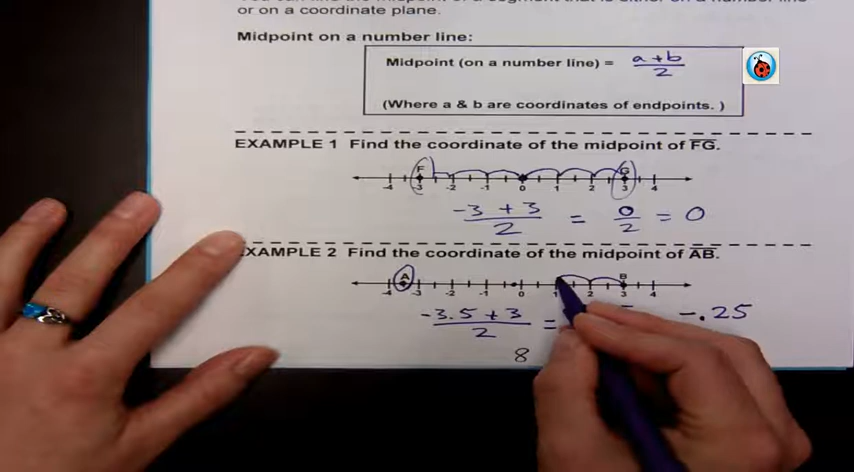 or on a coordinate plane.
Midpoint on a number line:
Midpoint (on a number line) = a + b / 2
(Where a & b are coordinates of endpoints. )
EXAMPLE 1 Find the coordinate of the midpoint of FG.
F G
-4 -3 -2 -1 0 1 2 3 4
-3 + 3 / 2 = 0 / 2 = 0
EXAMPLE 2 Find the coordinate of the midpoint of AB.
A B
-4 -3 -2 -1 0 1 2 3 4
-3.5 + 3 / 2 = -.25
8